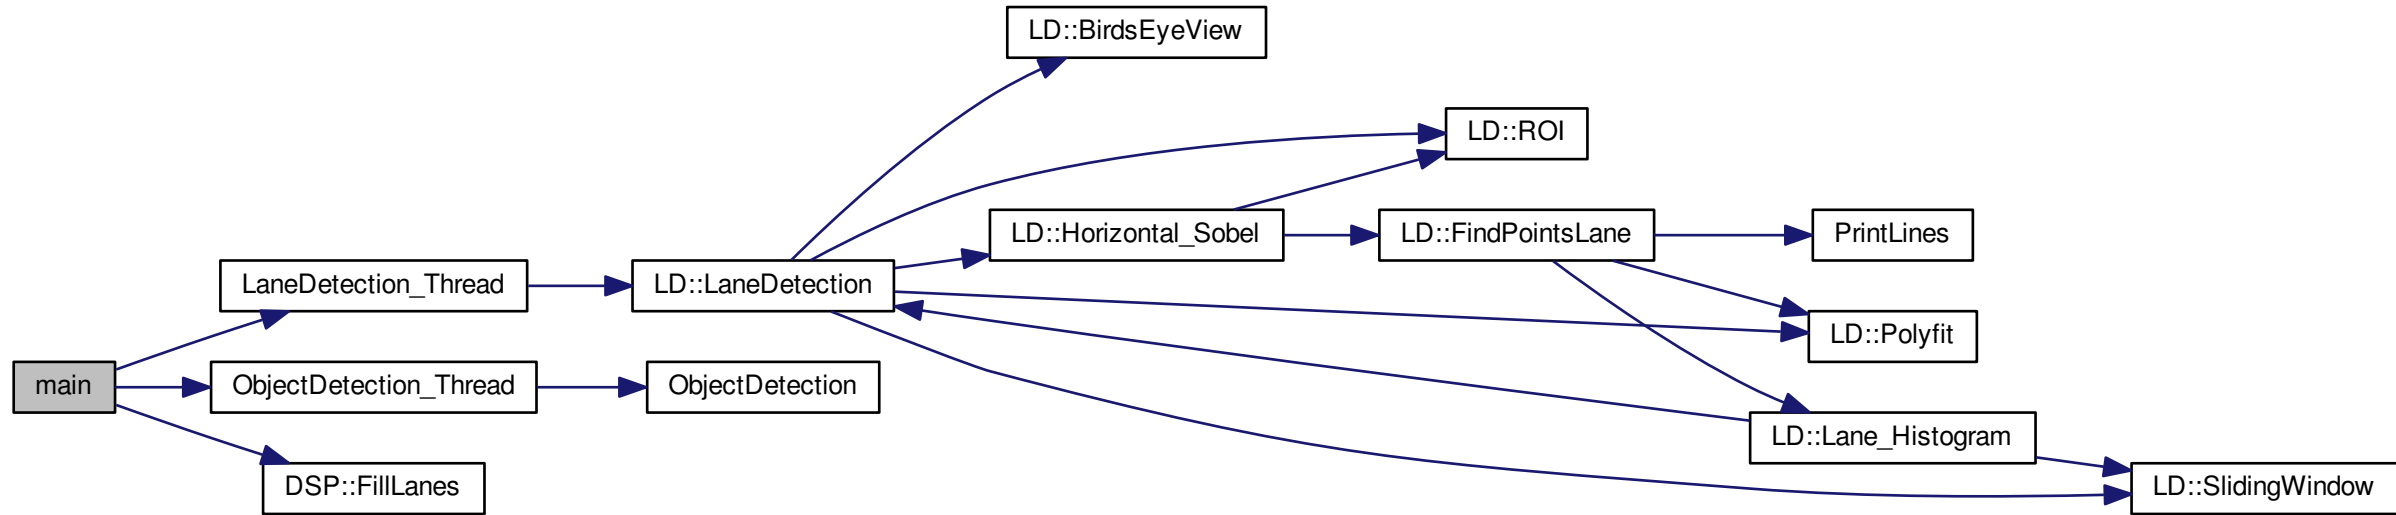 LD::BirdsEyeView
LD::ROI
LD::Horizontal_Sobel
LD::FindPointsLane
PrintLines
LaneDetection_Thread
LD::LaneDetection
LD::Polyfit
main
ObjectDetection_Thread
ObjectDetection
LD::Lane_Histogram
DSP::FillLanes
LD::SlidingWindow